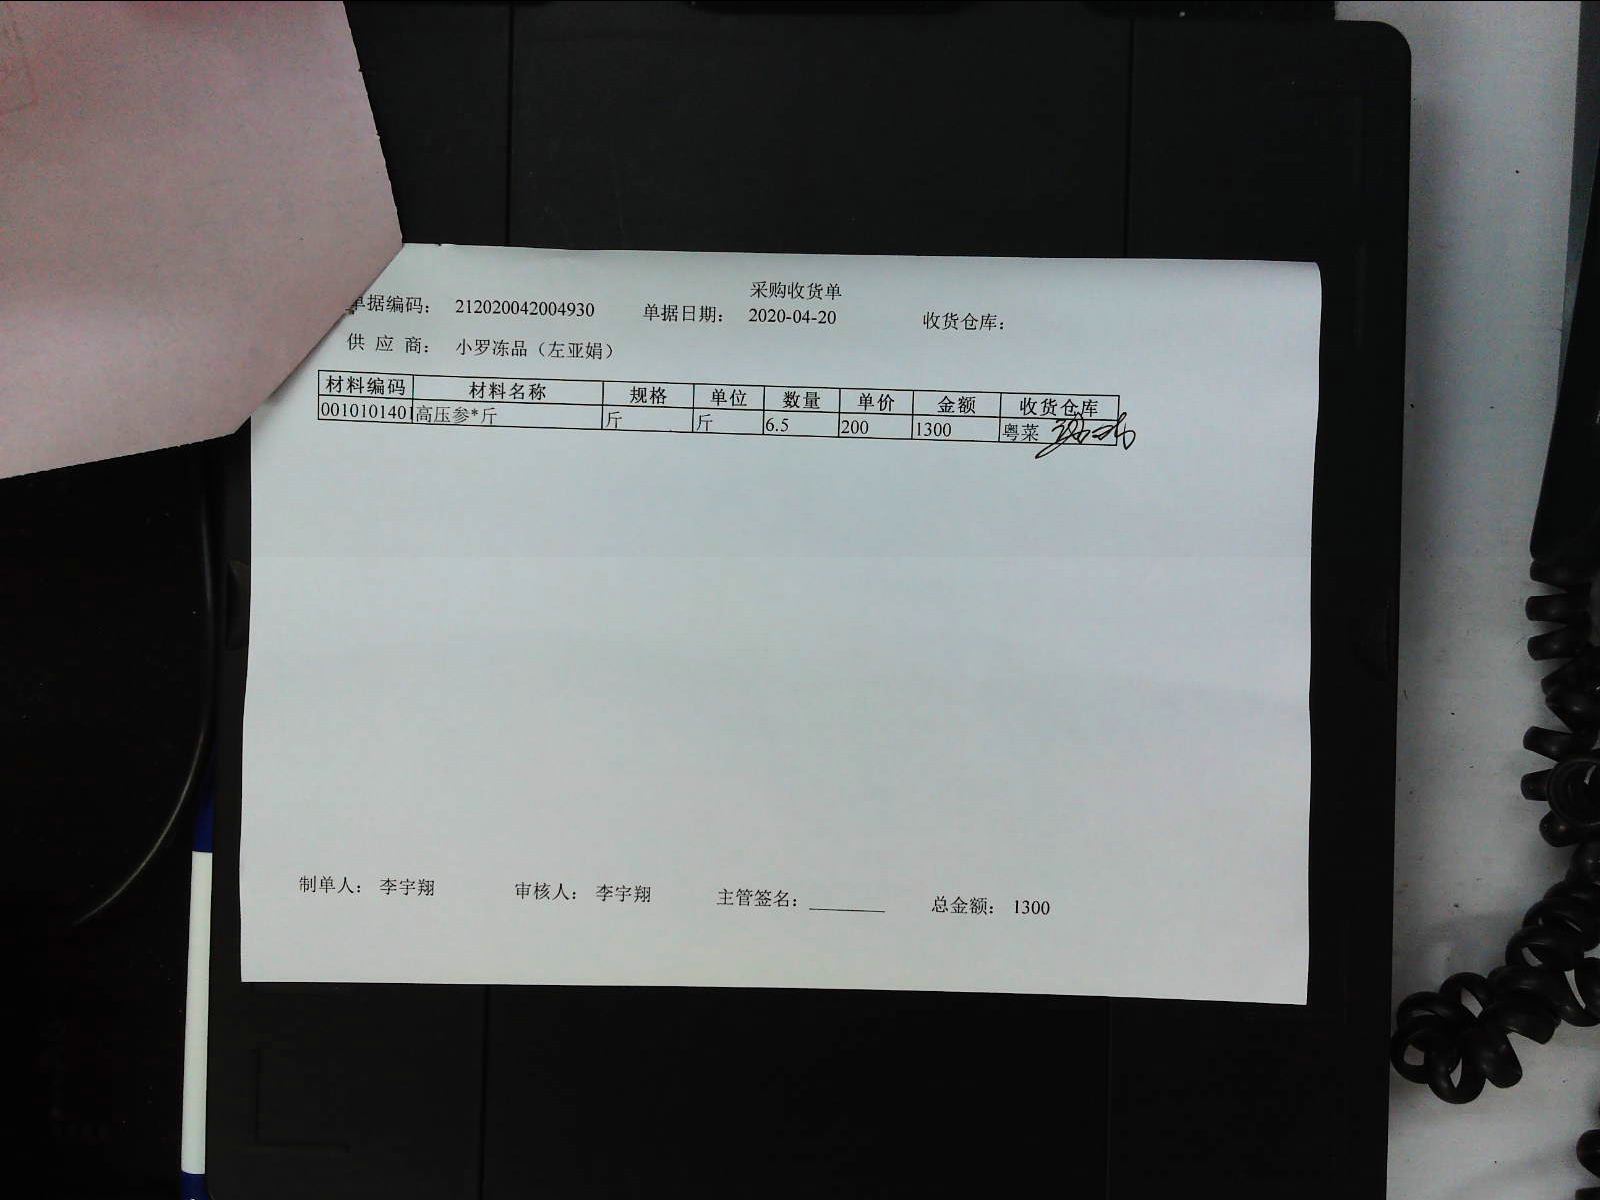 采购收货单
单据编码： 212020042004930 单据日期： 2020-04-20 收货仓库：
供 应 商： 小罗冻品（左亚娟）
材料编码 材料名称 规格 单位 数量 单价 金额 收货仓库
0010101401 高压参*斤 斤 斤 6.5 200 1300 粤菜
制单人： 李宇翔 审核人： 李宇翔 主管签名：________ 总金额： 1300